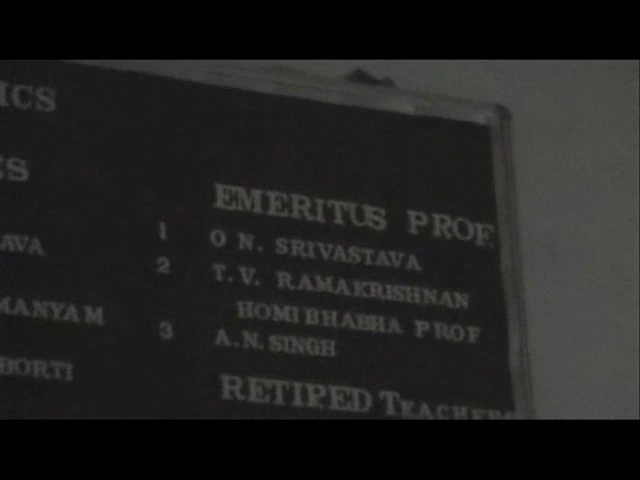 ICS
ES
EMERITUS PROF.
1 O N. SRIVASTAVA
AVA
2 T.V. RAMAKRISHNAN
HOMI BHABHA PROF
MANYAM
3 A.N. SINGH
BORTI
RETIRED TEACHERS